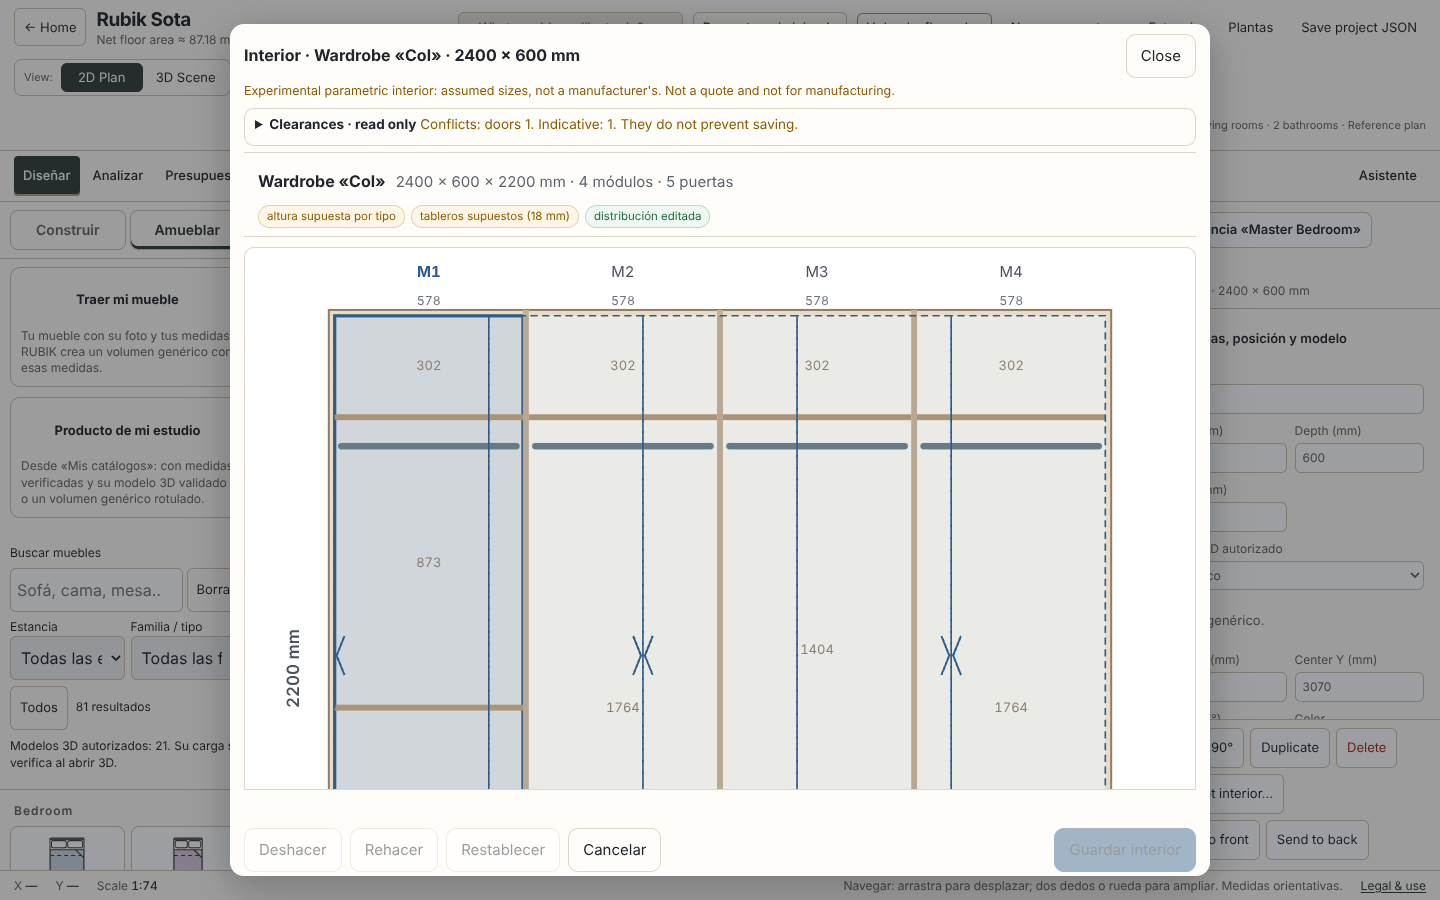 ← Home
Rubik Sota
Net floor area ≈ 87.18 m
Plantas
Save project JSON
View:
2D Plan
3D Scene
ving rooms · 2 bathrooms · Reference plan
Diseñar
Analizar
Presupues
Asistente
Construir
Amueblar
ncia «Master Bedroom»
Traer mi mueble
Tu mueble con su foto y tus medidas
RUBIK crea un volumen genérico con
esas medidas.
Producto de mi estudio
Desde «Mis catálogos»: con medidas
verificadas y su modelo 3D validado
o un volumen genérico rotulado.
Buscar muebles
Sofá, cama, mesa..
Borra
Estancia
Familia / tipo
Todas las e
Todas las f
Todos
81 resultados
Modelos 3D autorizados: 21. Su carga s
verifica al abrir 3D.
Bedroom
Interior · Wardrobe «Col» · 2400 × 600 mm
Close
Experimental parametric interior: assumed sizes, not a manufacturer's. Not a quote and not for manufacturing.
▶ Clearances · read only Conflicts: doors 1. Indicative: 1. They do not prevent saving.
Wardrobe «Col» 2400 × 600 × 2200 mm · 4 módulos · 5 puertas
altura supuesta por tipo
tableros supuestos (18 mm)
distribución editada
M1
M2
M3
M4
578
578
578
578
302
302
302
302
873
1404
1764
1764
2200 mm
Deshacer
Rehacer
Restablecer
Cancelar
Guardar interior
· 2400 × 600 mm
as, posición y modelo
m)
Depth (mm)
600
mm)
D autorizado
co
genérico.
(mm)
Center Y (mm)
3070
Color
90°
Duplicate
Delete
t interior...
o front
Send to back
X —
Y —
Scale 1:74
Navegar: arrastra para desplazar; dos dedos o rueda para ampliar. Medidas orientativas.
Legal & use